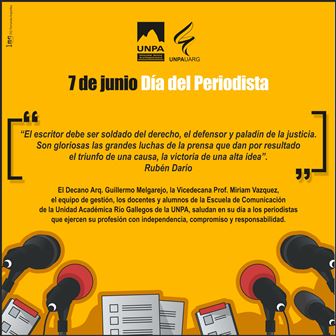 UNPA
UNPAUARG
7 de junio Día del Periodista
“El escritor debe ser soldado del derecho, el defensor y paladín de la justicia.
Son gloriosas las grandes luchas de la prensa que dan por resultado
el triunfo de una causa, la victoria de una alta idea”.
Rubén Darío
El Decano Arq. Guillermo Melgarejo, la Vicedecana Prof. Miriam Vazquez,
el equipo de gestión, los docentes y alumnos de la Escuela de Comunicación
de la Unidad Académica Río Gallegos de la UNPA, saludan en su día a los periodistas
que ejercen su profesión con independencia, compromiso y responsabilidad.